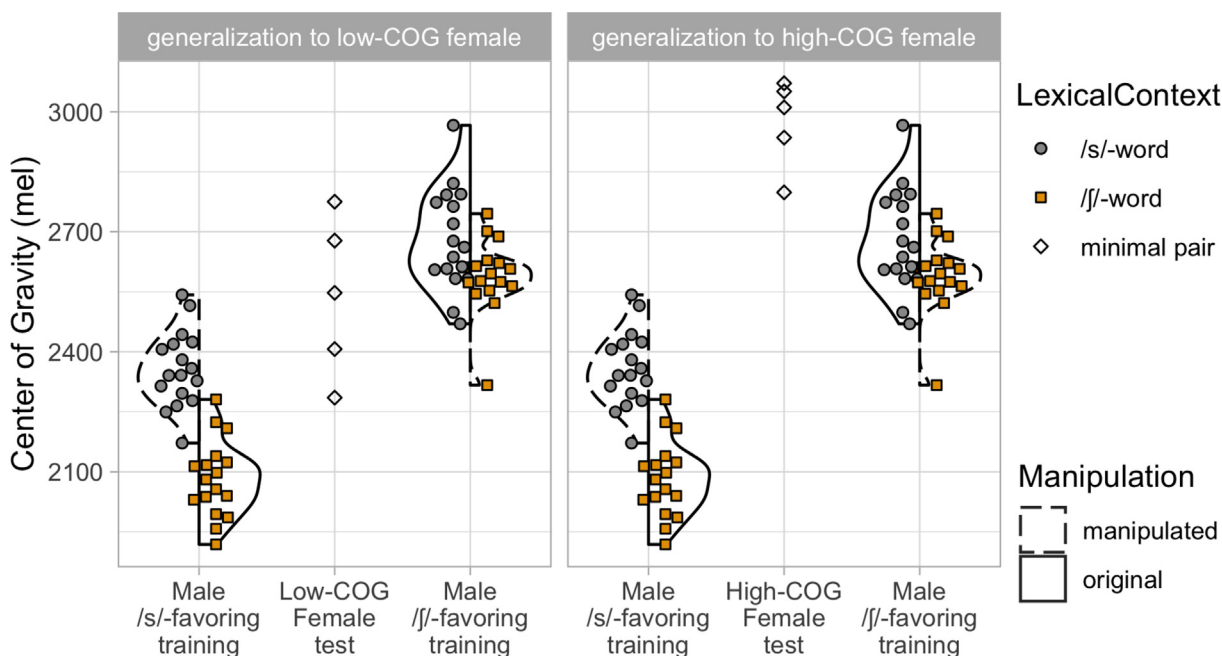 generalization to low-COG female
generalization to high-COG female
Center of Gravity (mel)
3000
2700
2400
2100
Male
/s/-favoring
training
Low-COG
Female
test
Male
/ʃ/-favoring
training
Male
/s/-favoring
training
High-COG
Female
test
Male
/ʃ/-favoring
training
LexicalContext
/s/-word
/ʃ/-word
minimal pair
Manipulation
manipulated
original